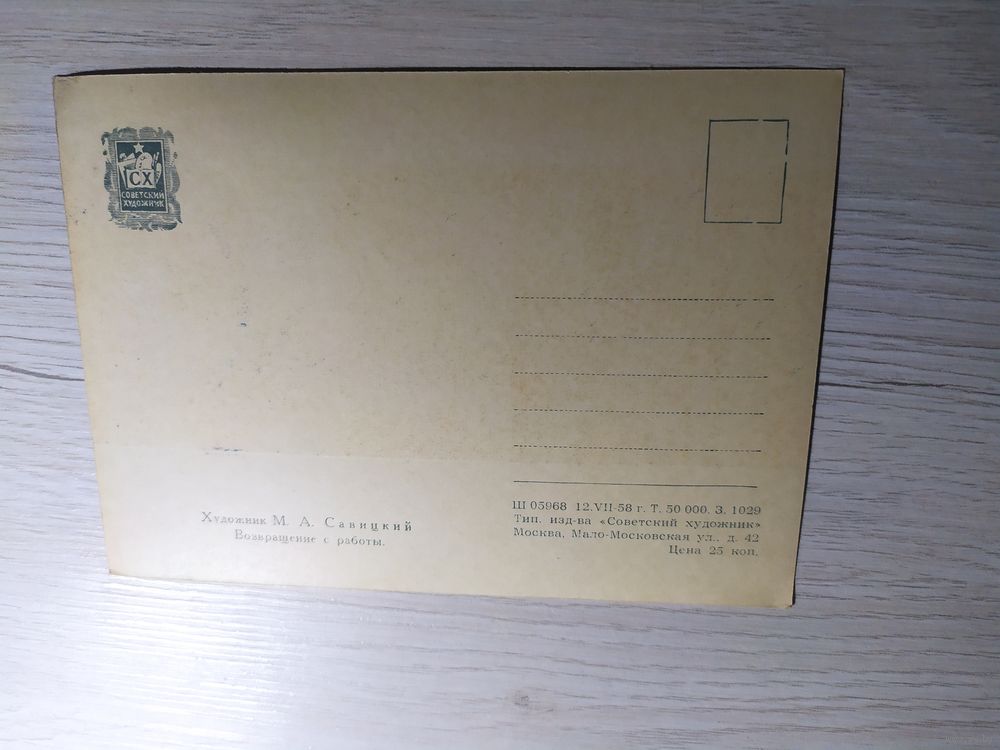 СХ
СОВЕТСКИЙ
ХУДОЖНИК
Художник М. А. Савицкий
Возвращение с работы.
Ш 05968 12.VII-58 г. Т. 50 000. З. 1029
Тип. изд-ва «Советский художник»
Москва, Мало-Московская ул., д. 42
Цена 25 коп.